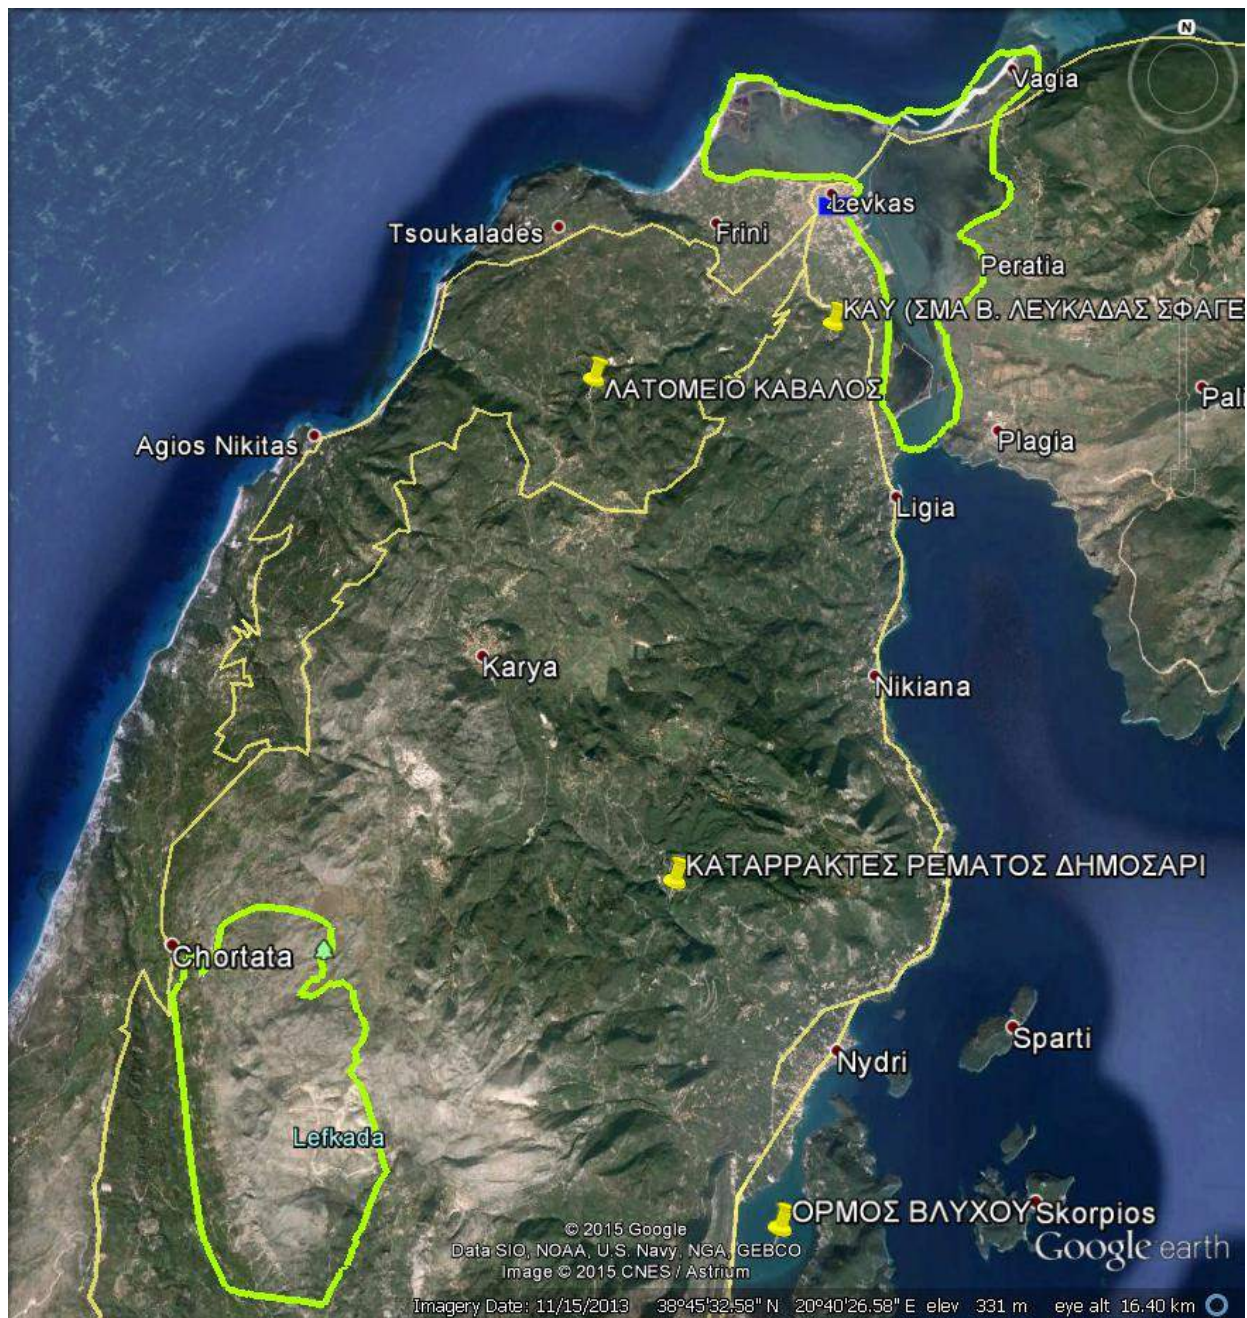 N
Vagia
Levkas
42
Tsoukalades
Frini
Peratia
ΚΑΥ (ΣΜΑ Β. ΛΕΥΚΑΔΑΣ ΣΦΑΓΕ
ΛΑΤΟΜΕΙΟ ΚΑΒΑΛΟΣ
Pali
Agios Nikitas
Plagia
Ligia
Karya
Nikiana
ΚΑΤΑΡΡΑΚΤΕΣ ΡΕΜΑΤΟΣ ΔΗΜΟΣΑΡΙ
Chortata
Sparti
Nydri
Lefkada
ΟΡΜΟΣ ΒΛΥΧΟΥ
Skorpios
© 2015 Google
Data SIO, NOAA, U.S. Navy, NGA, GEBCO
Image © 2015 CNES / Astrium
Google earth
Imagery Date: 11/15/2013 38°45'32.58" N 20°40'26.58" E elev 331 m eye alt 16.40 km